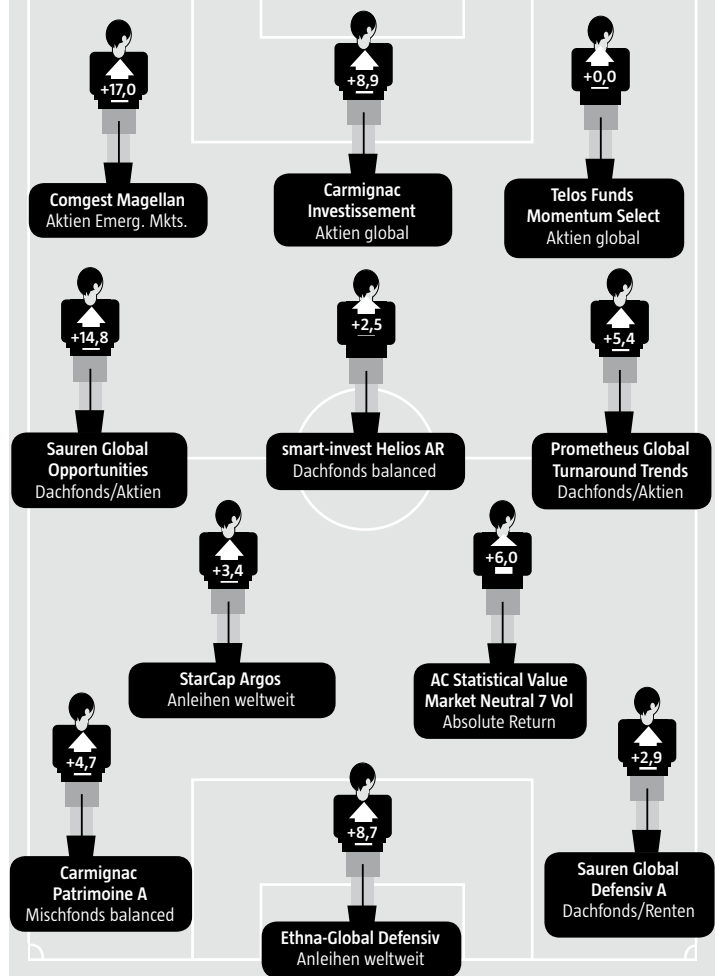 +17,0
Comgest Magellan
Aktien Emerg. Mkts.
+8,9
Carmignac
Investissement
Aktien global
+0,0
Telos Funds
Momentum Select
Aktien global
+14,8
Sauren Global
Opportunities
Dachfonds/Aktien
+2,5
smart-invest Helios AR
Dachfonds balanced
+5,4
Prometheus Global
Turnaround Trends
Dachfonds/Aktien
+3,4
StarCap Argos
Anleihen weltweit
+6,0
AC Statistical Value
Market Neutral 7 Vol
Absolute Return
+4,7
Carmignac
Patrimoine A
Mischfonds balanced
+8,7
Ethna-Global Defensiv
Anleihen weltweit
+2,9
Sauren Global
Defensiv A
Dachfonds/Renten